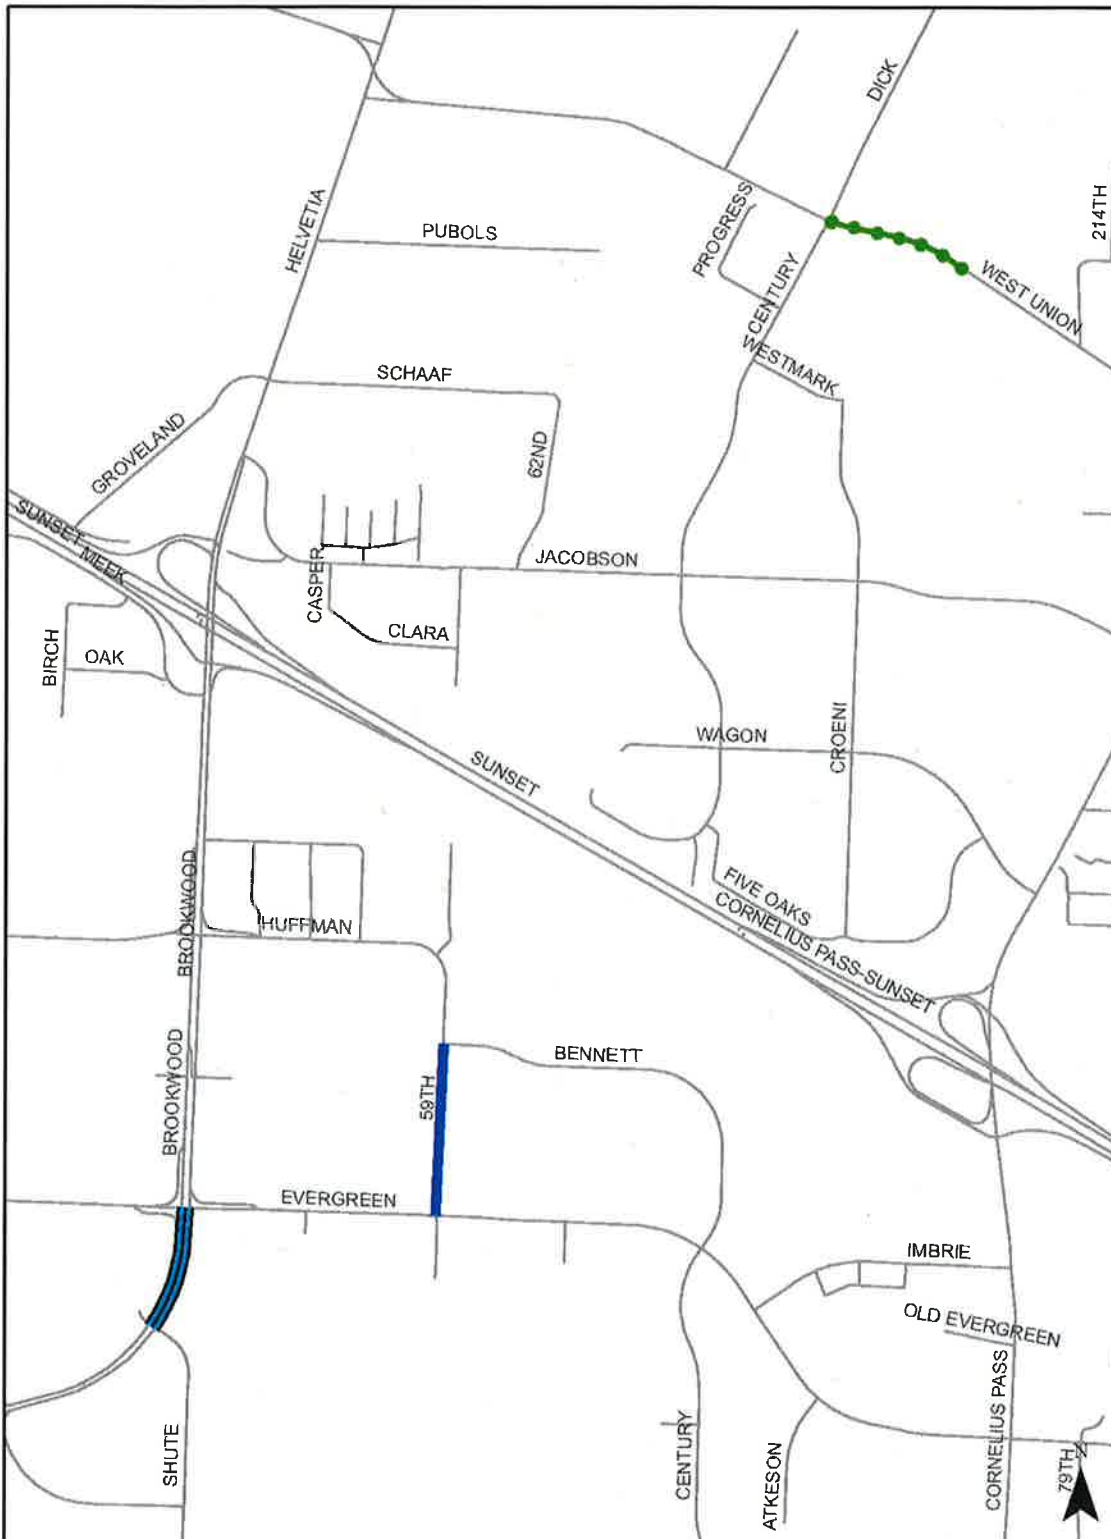 DICK
HELVETIA
PUBOLS
PROGRESS
214TH
CENTURY
WEST UNION
WESTMARK
SCHAAF
GROVELAND
62ND
SUNSET
MEEK
JACOBSON
CASPER
CLARA
BIRCH
OAK
WAGON
CROENI
SUNSET
BROOKWOOD
HUFFMAN
FIVE OAKS
CORNELIUS PASS-SUNSET
BROOKWOOD
BENNETT
59TH
EVERGREEN
IMBRIE
OLD EVERGREEN
CORNELIUS PASS
SHUTE
CENTURY
ATKESON
79TH
N